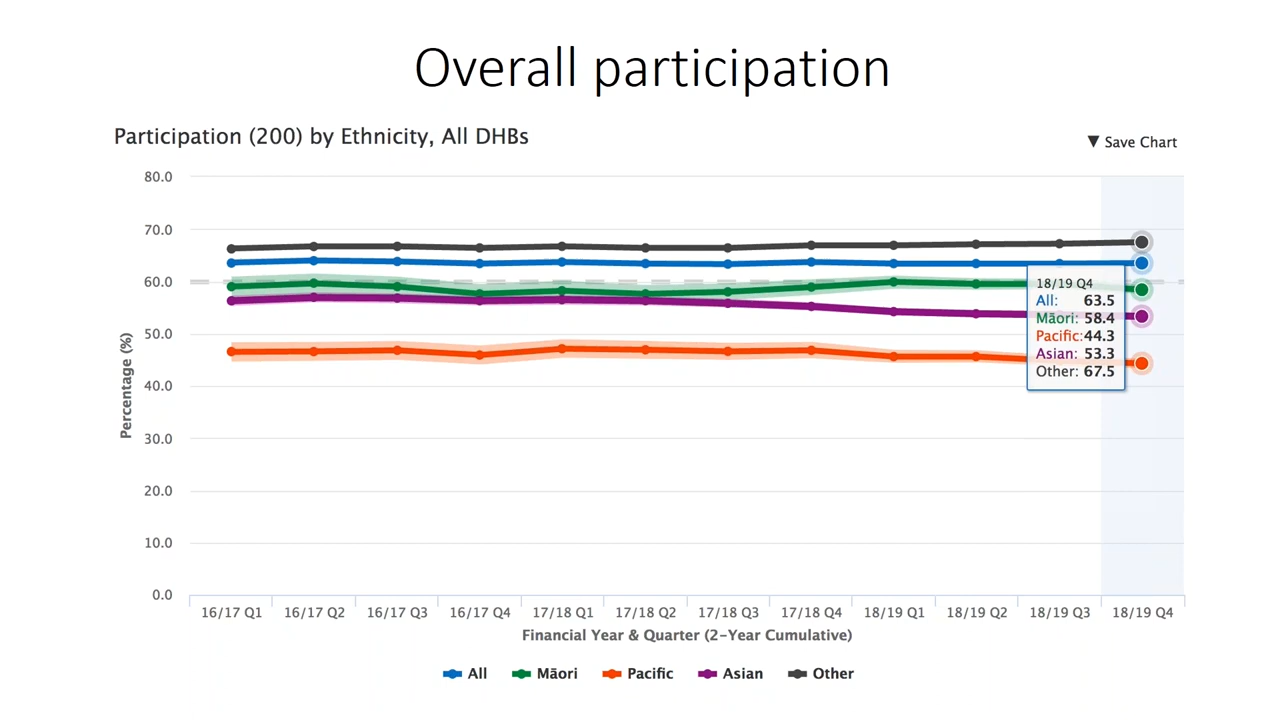 Overall participation
Participation (200) by Ethnicity, All DHBs
▼ Save Chart
80.0
70.0
60.0
50.0
40.0
30.0
20.0
10.0
0.0
Percentage (%)
18/19 Q4
All: 63.5
Māori: 58.4
Pacific: 44.3
Asian: 53.3
Other: 67.5
16/17 Q1 16/17 Q2 16/17 Q3 16/17 Q4 17/18 Q1 17/18 Q2 17/18 Q3 17/18 Q4 18/19 Q1 18/19 Q2 18/19 Q3 18/19 Q4
Financial Year & Quarter (2-Year Cumulative)
All Māori Pacific Asian Other